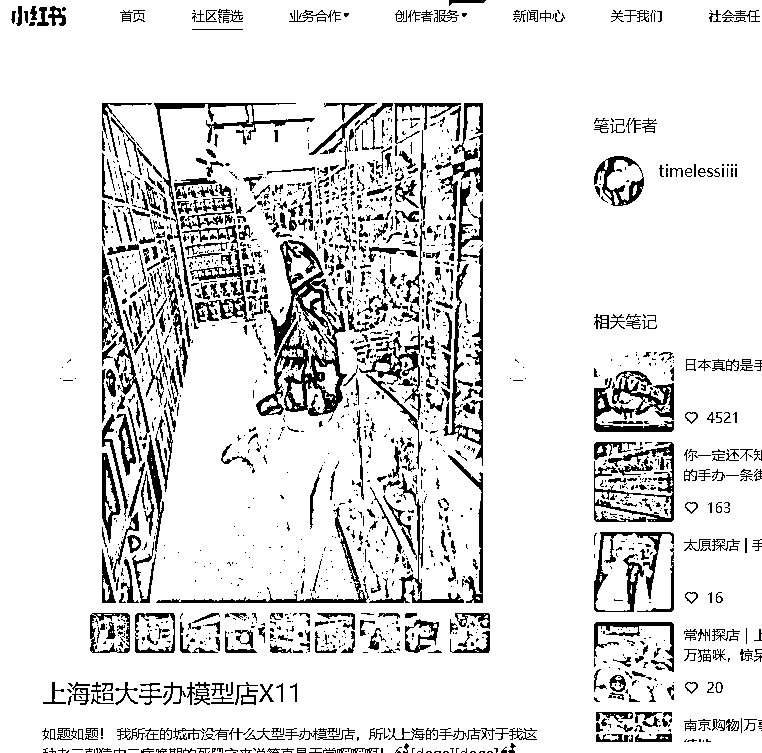 小红书
首页
社区精选
业务合作
创作者服务
新闻中心
关于我们
社会责任
笔记作者
timelessiiii
相关笔记
日本真的是手
4521
你一定还不知
的手办一条街
163
太原探店 | 手
16
常州探店 | 上
万猫咪，惊呆
20
南京购物|万事
上海超大手办模型店X11
如题如题！ 我所在的城市没有什么大型手办模型店，所以上海的手办店对于我这